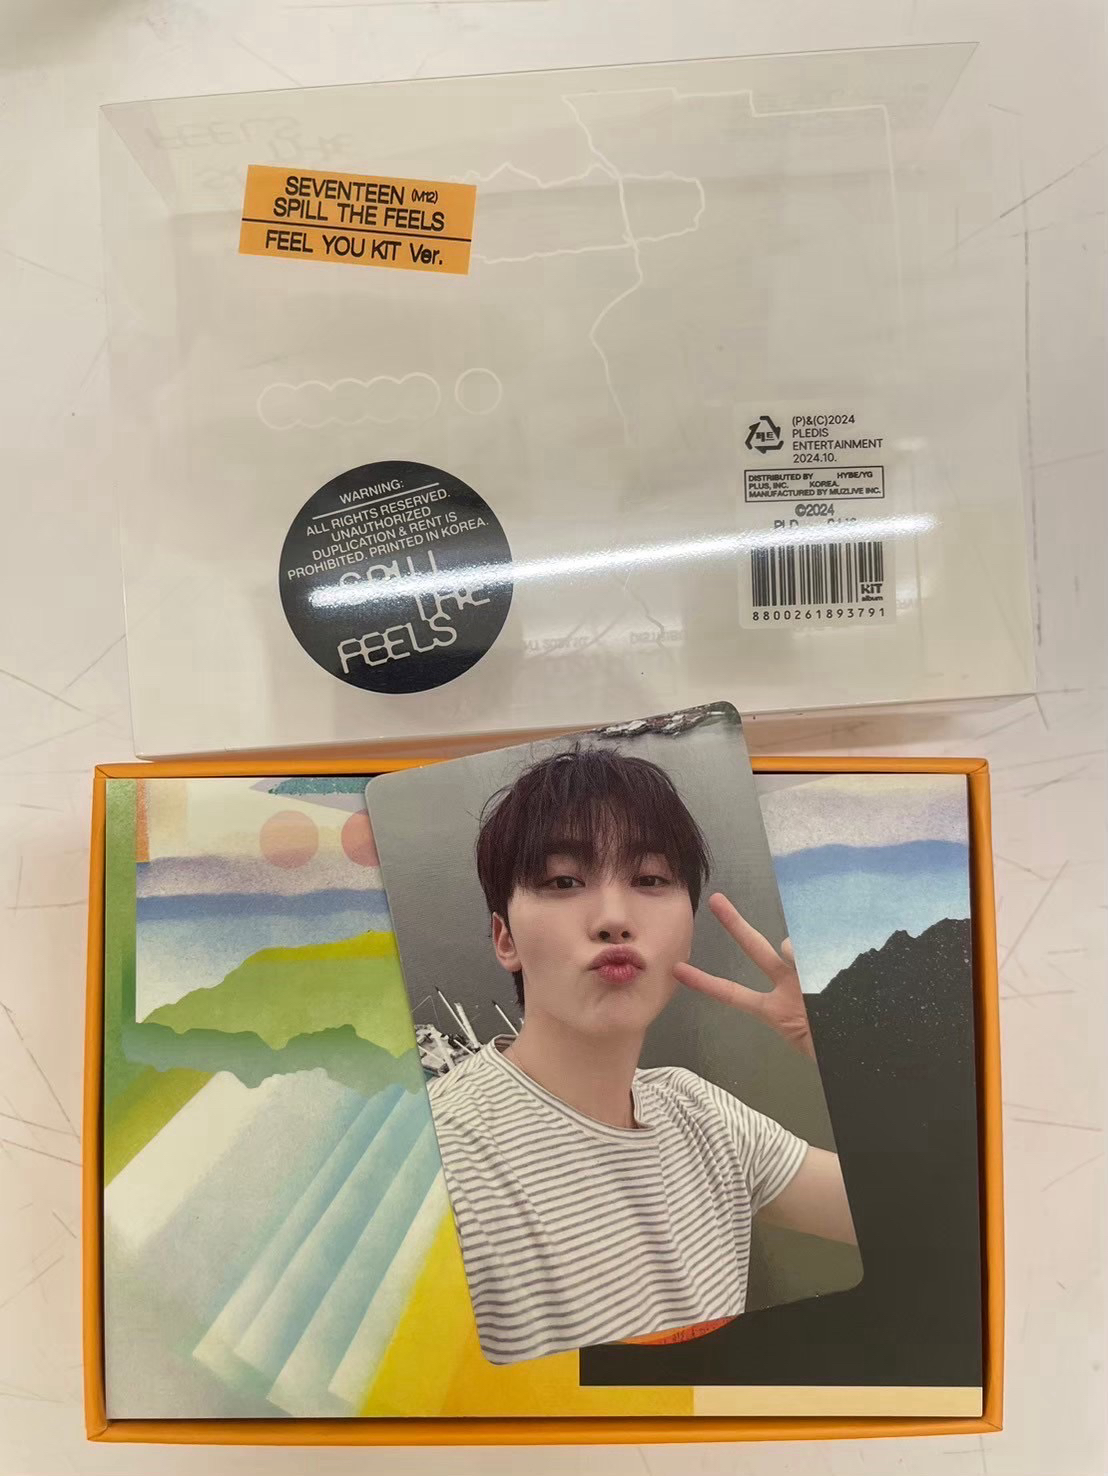 SEVENTEEN (M12)
SPILL THE FEELS
FEEL YOU KIT Ver.
WARNING:
ALL RIGHTS RESERVED.
UNAUTHORIZED
DUPLICATION & RENT IS
PROHIBITED. PRINTED IN KOREA.
SPILL
THE
FEELS
(P)&(C)2024
PLEDIS
ENTERTAINMENT
2024.10.
DISTRIBUTED BY HYBE/YG
PLUS, INC. KOREA.
MANUFACTURED BY MUZLIVE INC.
©2024
KiT
album
8800261893791